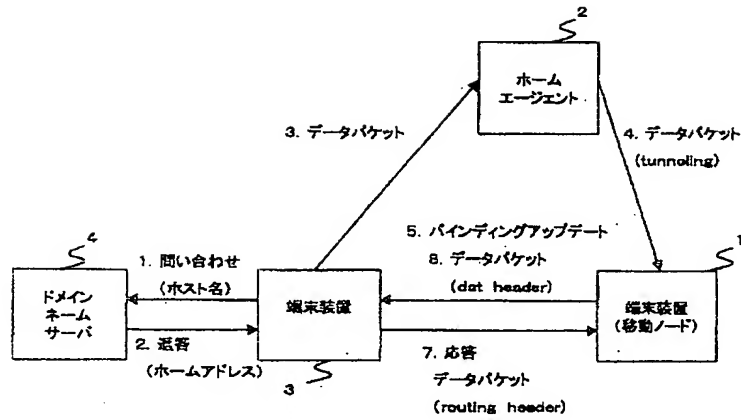 2
ホーム
エージェント
3. データパケット
4. データパケット
(tunneling)
5. バインディングアップデート
8. データパケット
(dst header)
1
端末装置
(移動ノード)
4
1. 問い合わせ
(ホスト名)
ドメイン
ネーム
サーバ
端末装置
2. 返答
(ホームアドレス)
3
7. 応答
データパケット
(routing header)